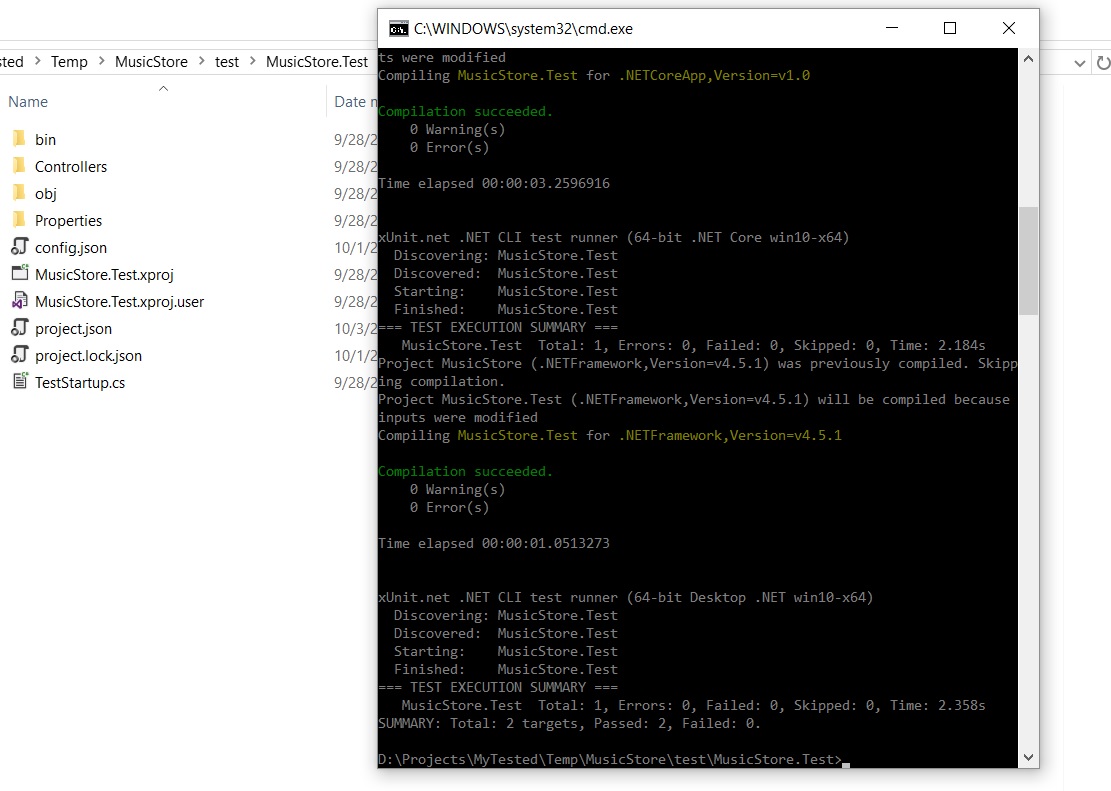 C:\WINDOWS\system32\cmd.exe
sted > Temp > MusicStore > test > MusicStore.Test
Name Date n
bin 9/28/2
Controllers 9/28/2
obj 9/28/2
Properties 9/28/2
config.json 10/1/2
MusicStore.Test.xproj 9/28/2
MusicStore.Test.xproj.user 9/28/2
project.json 10/3/2
project.lock.json 10/1/2
TestStartup.cs 9/28/2
ts were modified
Compiling MusicStore.Test for .NETCoreApp,Version=v1.0
Compilation succeeded.
0 Warning(s)
0 Error(s)
Time elapsed 00:00:03.2596916
xUnit.net .NET CLI test runner (64-bit .NET Core win10-x64)
Discovering: MusicStore.Test
Discovered: MusicStore.Test
Starting: MusicStore.Test
Finished: MusicStore.Test
=== TEST EXECUTION SUMMARY ===
MusicStore.Test Total: 1, Errors: 0, Failed: 0, Skipped: 0, Time: 2.184s
Project MusicStore (.NETFramework,Version=v4.5.1) was previously compiled. Skipp
ing compilation.
Project MusicStore.Test (.NETFramework,Version=v4.5.1) will be compiled because
inputs were modified
Compiling MusicStore.Test for .NETFramework,Version=v4.5.1
Compilation succeeded.
0 Warning(s)
0 Error(s)
Time elapsed 00:00:01.0513273
xUnit.net .NET CLI test runner (64-bit Desktop .NET win10-x64)
Discovering: MusicStore.Test
Discovered: MusicStore.Test
Starting: MusicStore.Test
Finished: MusicStore.Test
=== TEST EXECUTION SUMMARY ===
MusicStore.Test Total: 1, Errors: 0, Failed: 0, Skipped: 0, Time: 2.358s
SUMMARY: Total: 2 targets, Passed: 2, Failed: 0.
D:\Projects\MyTested\Temp\MusicStore\test\MusicStore.Test>